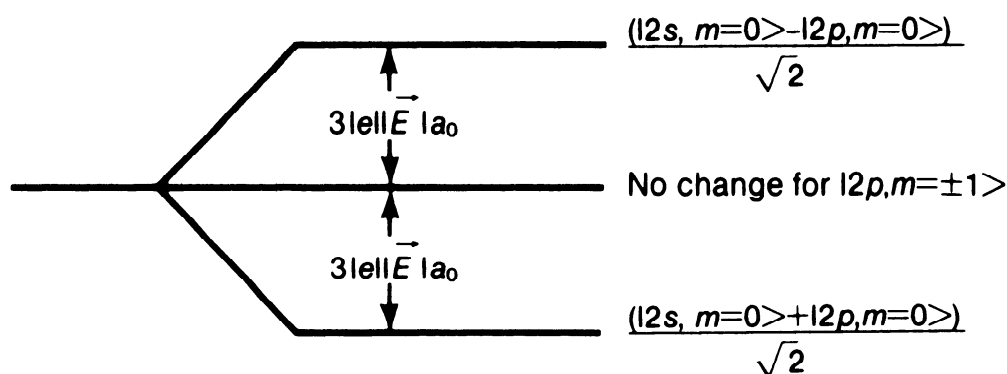 (|2s, m=0>-|2p,m=0>)
√2
3|e||E⃗ |a₀
No change for |2p,m=±1>
3|e||E⃗ |a₀
(|2s, m=0>+|2p,m=0>)
√2